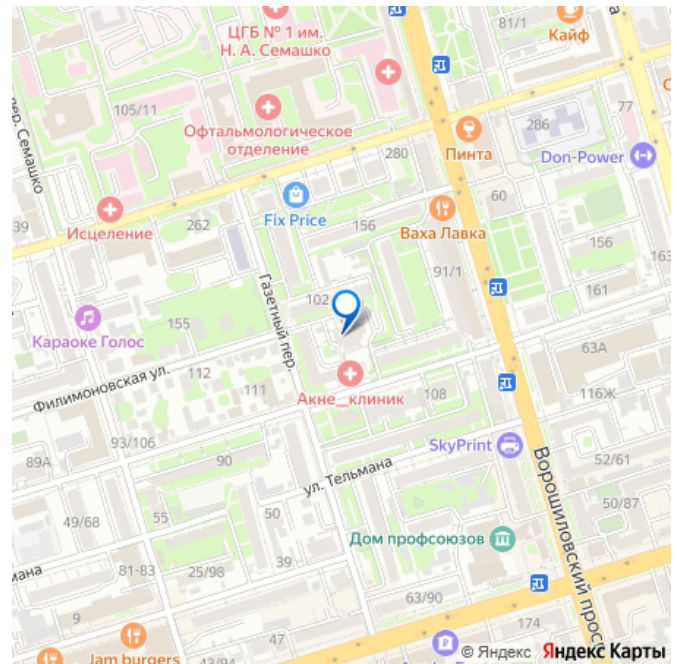 ЦГБ № 1 им.
Н. А. Семашко
81/1
Кайф
пер. Семашко
105/11
Офтальмологическое
отделение
286
77
Пинта
Don-Power
280
60
39
Исцеление
262
Fix Price
156
Ваха Лавка
156
163
91/1
161
Газетный пер.
102
155
Караоке Голос
63А
Филимоновская ул.
112
111
Акне_клиник
108
116Ж
93/106
SkyPrint
89А
90
ул. Тельмана
52/61
Ворошиловский просп
49/68
55
50
50/87
Дом профсоюзов
81-83
25/98
39
63/90
9
47
174
Jam burgers
43/94
© Яндекс Яндекс Карты